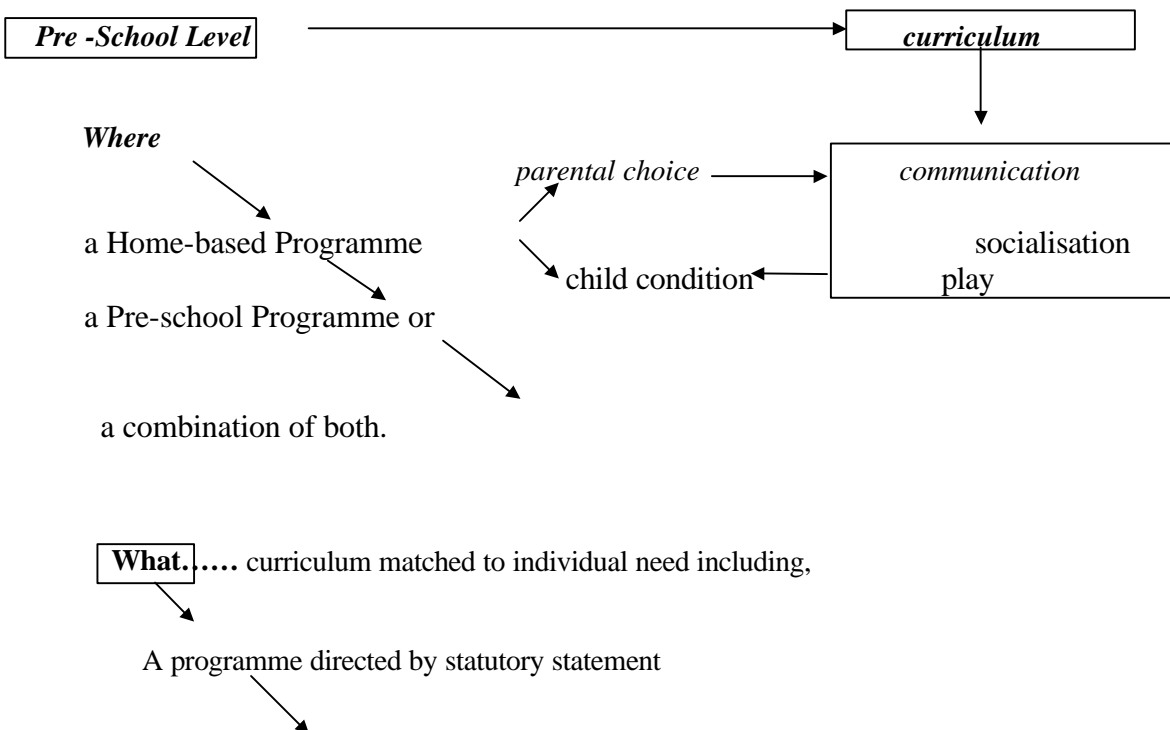 Pre -School Level
curriculum
Where
parental choice
communication
a Home-based Programme
socialisation
child condition
play
a Pre-school Programme or
a combination of both.
What...... curriculum matched to individual need including,
A programme directed by statutory statement